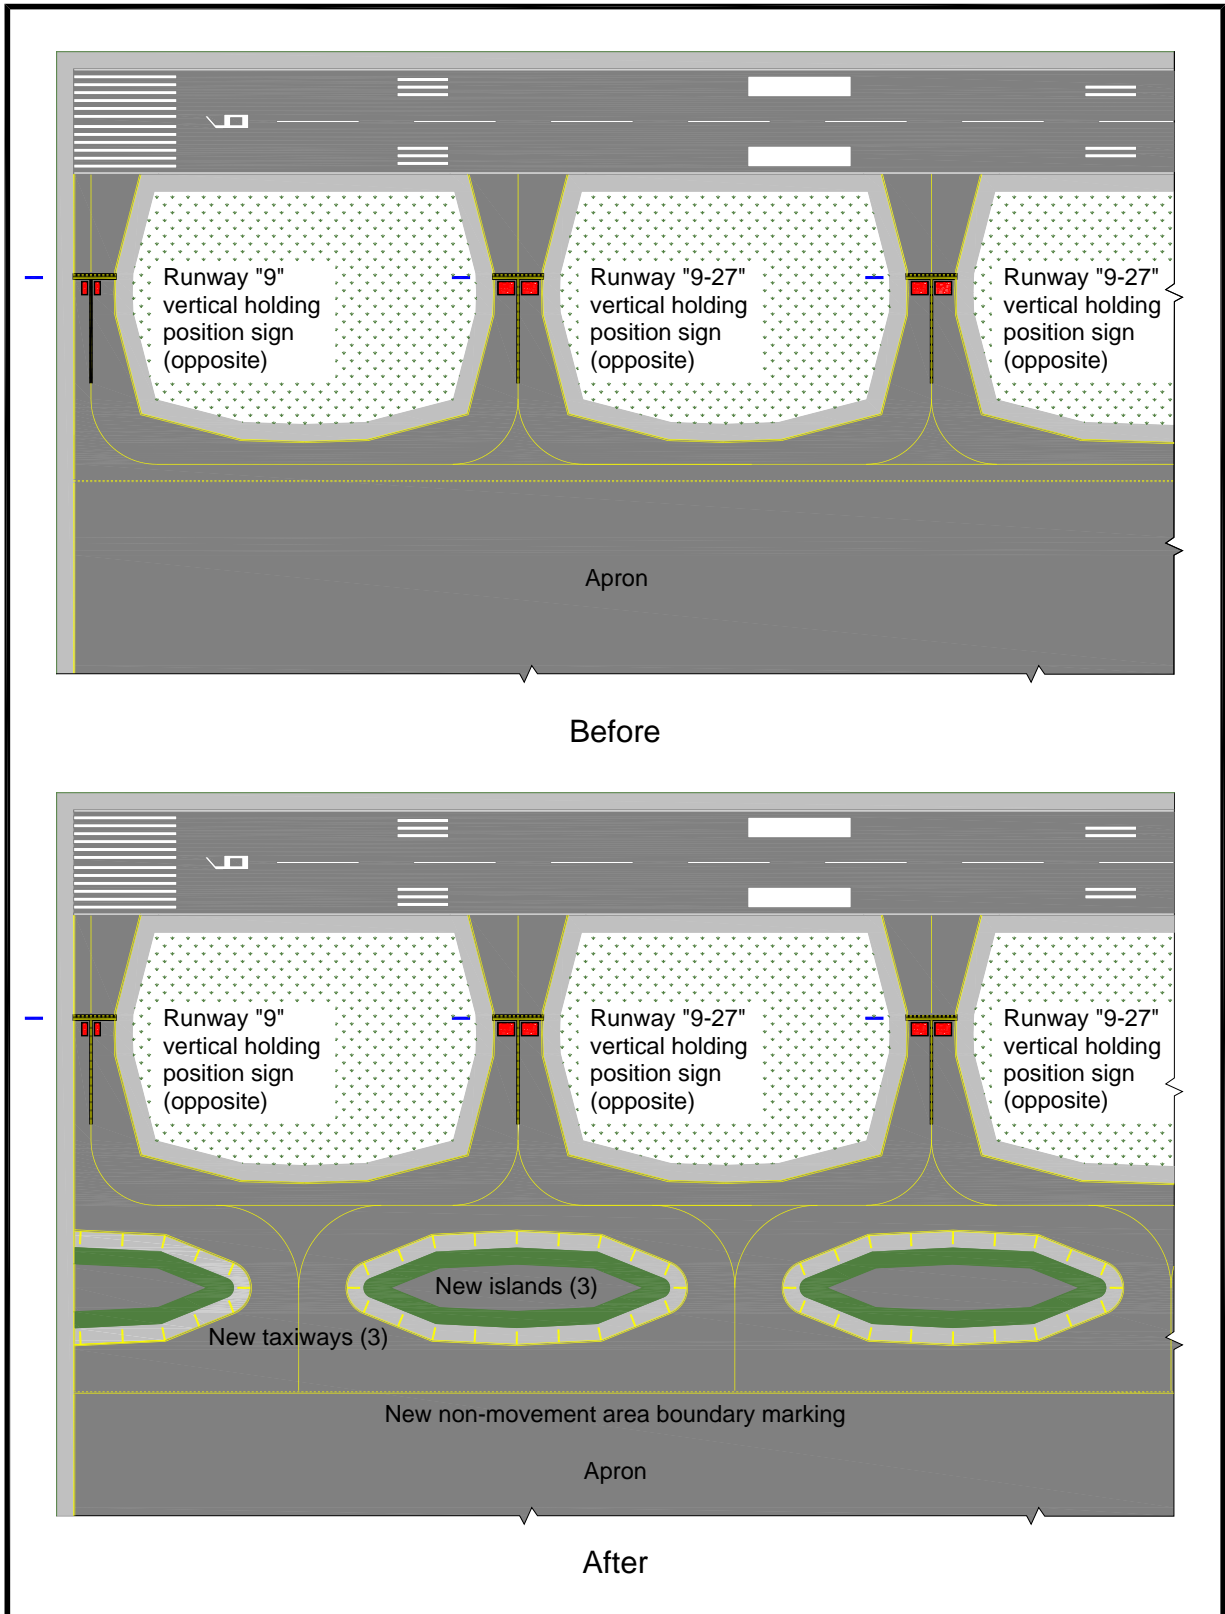 Runway "9"
vertical holding
position sign
(opposite)
Runway "9-27"
vertical holding
position sign
(opposite)
Runway "9-27"
vertical holding
position sign
(opposite)
Apron
Before
Runway "9"
vertical holding
position sign
(opposite)
Runway "9-27"
vertical holding
position sign
(opposite)
Runway "9-27"
vertical holding
position sign
(opposite)
New islands (3)
New taxiways (3)
New non-movement area boundary marking
Apron
After